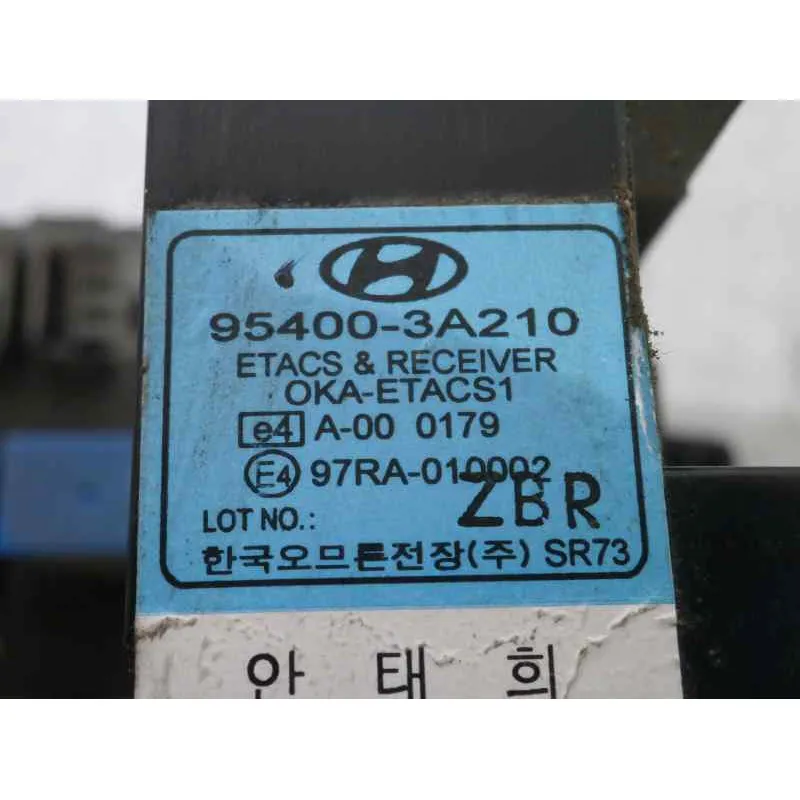 95400-3A210
ETACS & RECEIVER
OKA-ETACS1
e4 A-00 0179
E4 97RA-010002
LOT NO.: ZBR
한국오므론전장(주) SR73
안 태 희